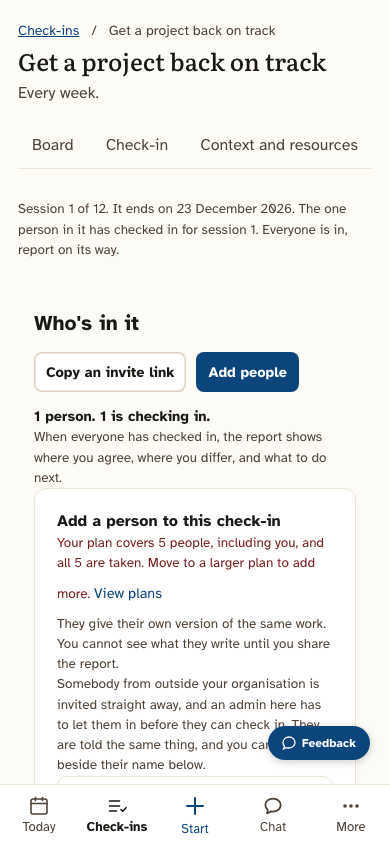 Check-ins / Get a project back on track
Get a project back on track
Every week.
Board Check-in Context and resources
Session 1 of 12. It ends on 23 December 2026. The one
person in it has checked in for session 1. Everyone is in,
report on its way.
Who's in it
Copy an invite link Add people
1 person. 1 is checking in.
When everyone has checked in, the report shows
where you agree, where you differ, and what to do
next.
Add a person to this check-in
Your plan covers 5 people, including you, and
all 5 are taken. Move to a larger plan to add
more. View plans
They give their own version of the same work.
You cannot see what they write until you share
the report.
Somebody from outside your organisation is
invited straight away, and an admin here has
to let them in before they can check in. They
are told the same thing, and you can
beside their name below.
Feedback
Today Check-ins Start Chat More